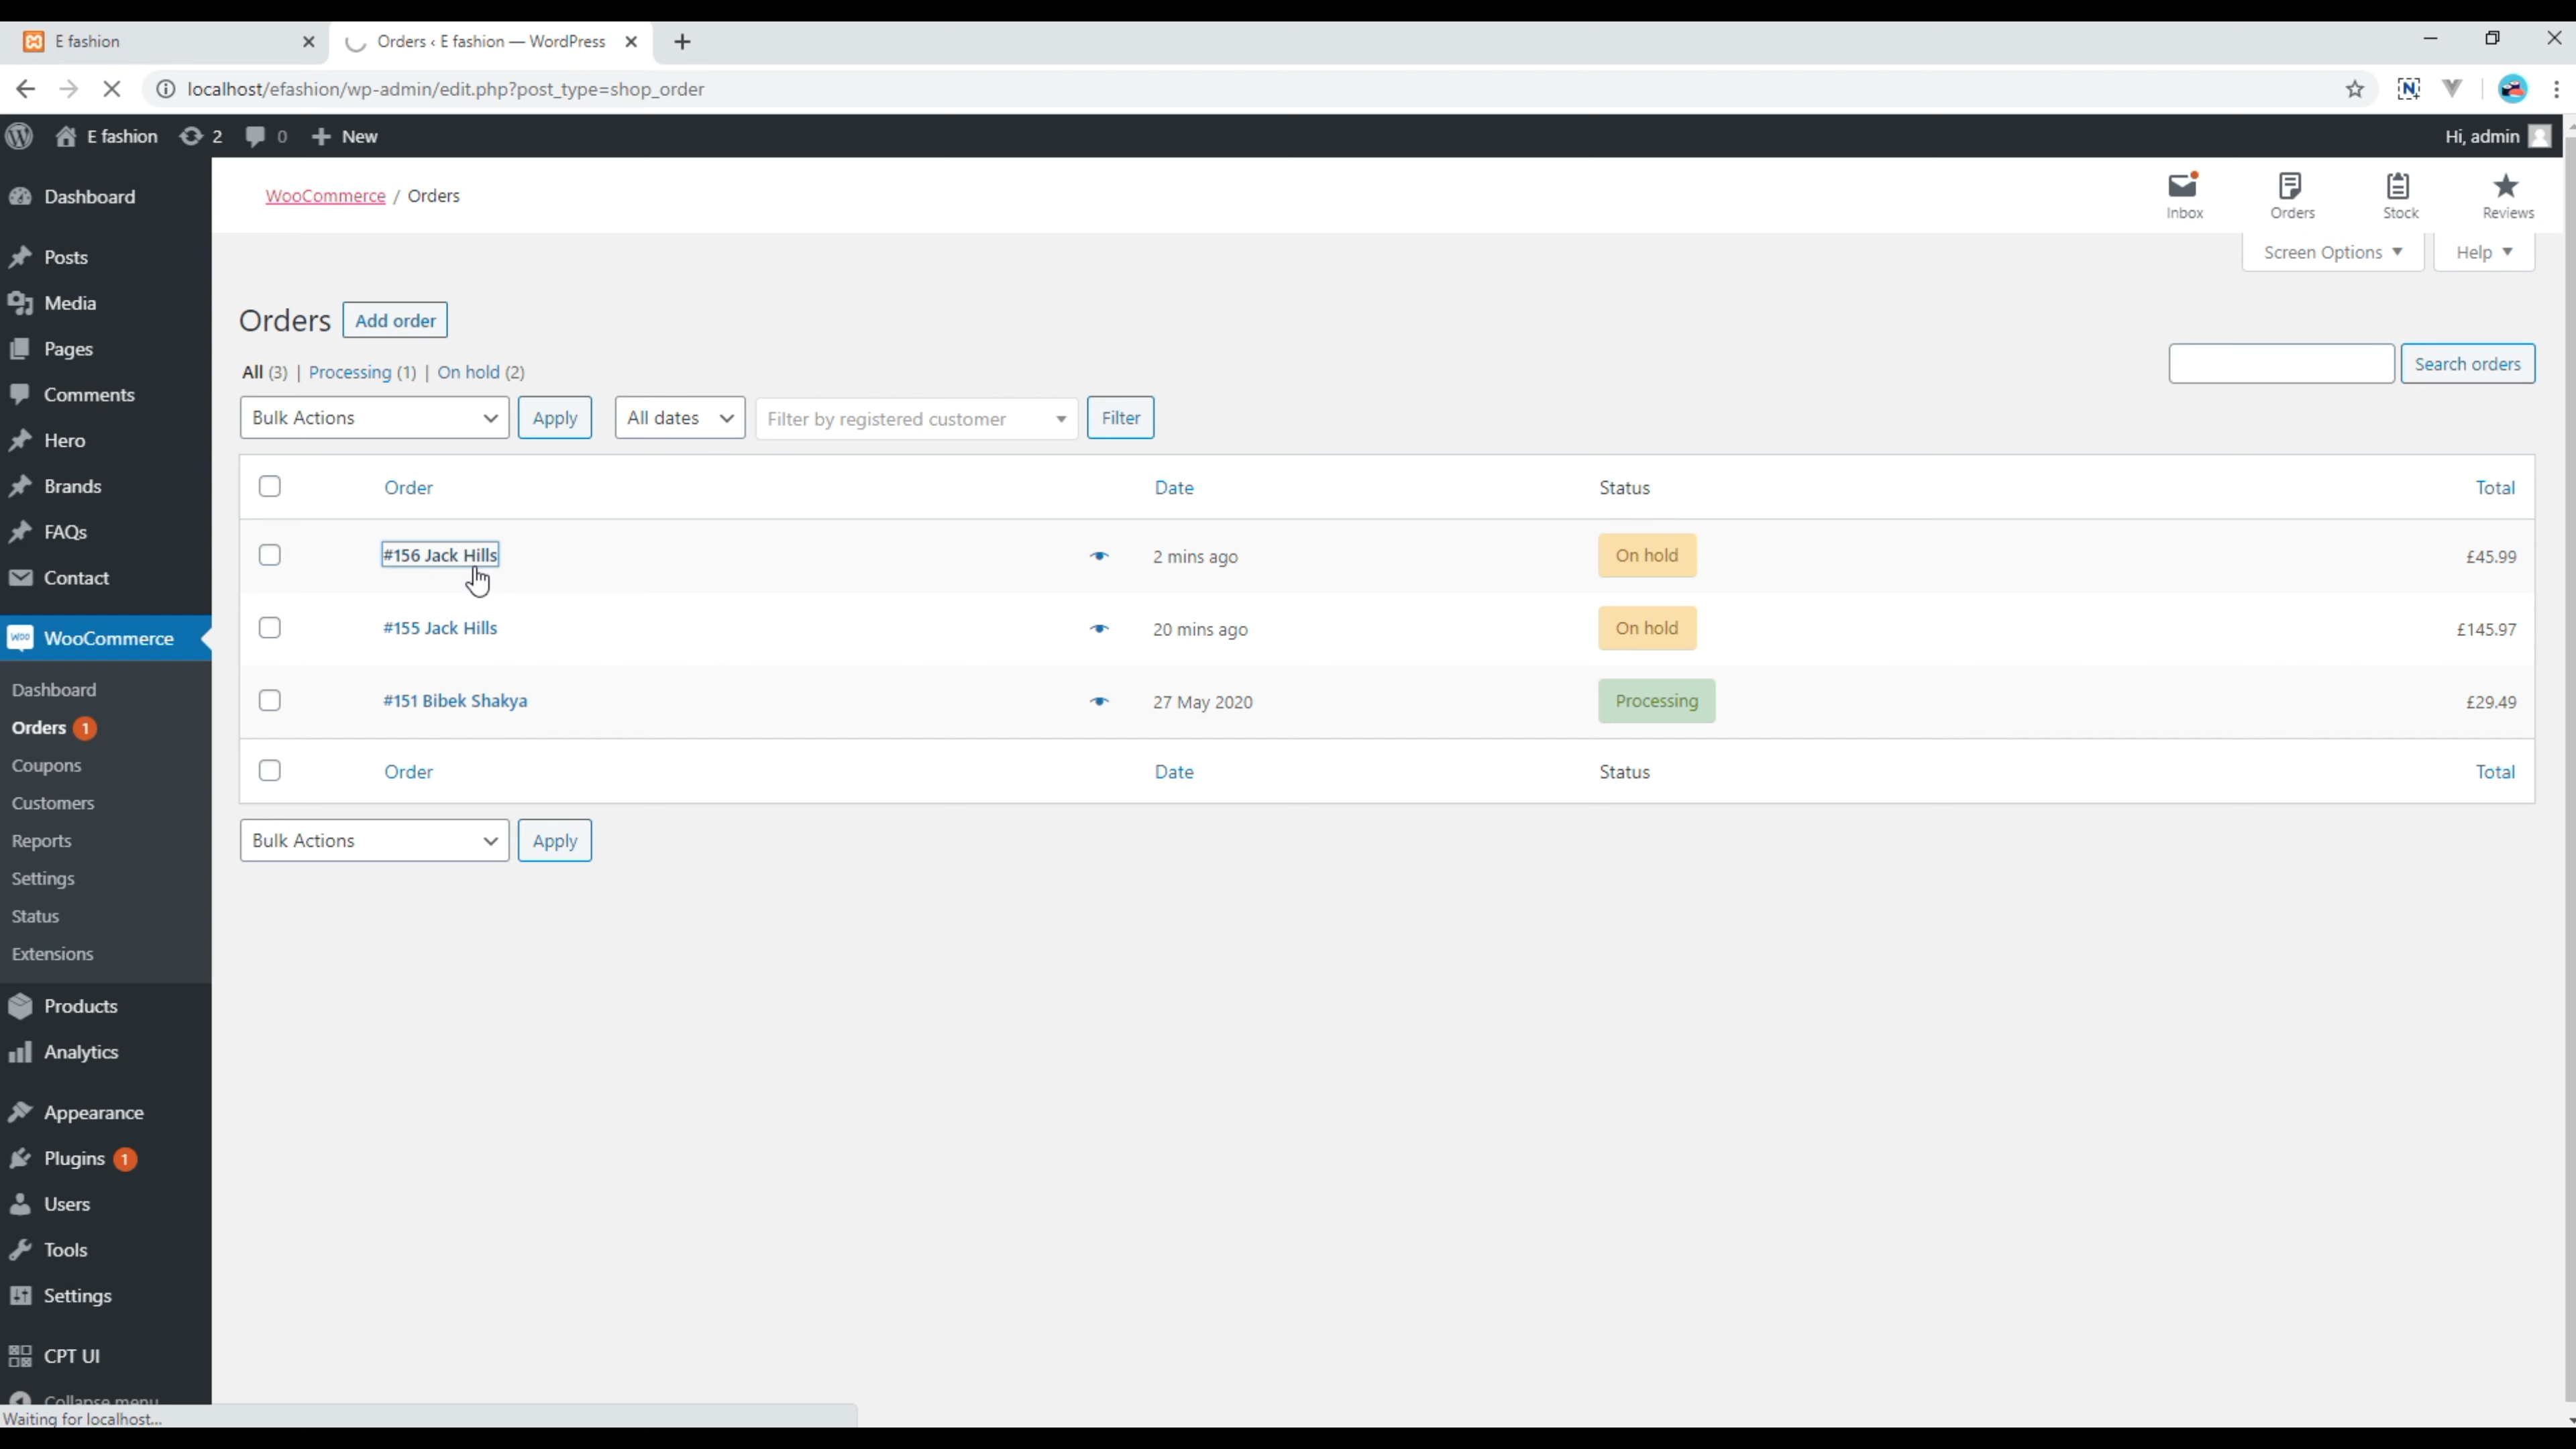 E fashion
Orders ‹ E fashion — WordPress
localhost/efashion/wp-admin/edit.php?post_type=shop_order
E fashion 2 0 New
Hi, admin
Dashboard
Posts
Media
Pages
Comments
Hero
Brands
FAQs
Contact
WooCommerce
Dashboard
Orders 1
Coupons
Customers
Reports
Settings
Status
Extensions
Products
Analytics
Appearance
Plugins 1
Users
Tools
Settings
CPT UI
Collapse menu
Waiting for localhost...
WooCommerce / Orders
Inbox
Orders
Stock
Reviews
Screen Options
Help
Orders Add order
All (3) | Processing (1) | On hold (2)
Search orders
Bulk Actions Apply All dates Filter by registered customer Filter
Order Date Status Total
#156 Jack Hills 2 mins ago On hold £45.99
#155 Jack Hills 20 mins ago On hold £145.97
#151 Bibek Shakya 27 May 2020 Processing £29.49
Order Date Status Total
Bulk Actions Apply